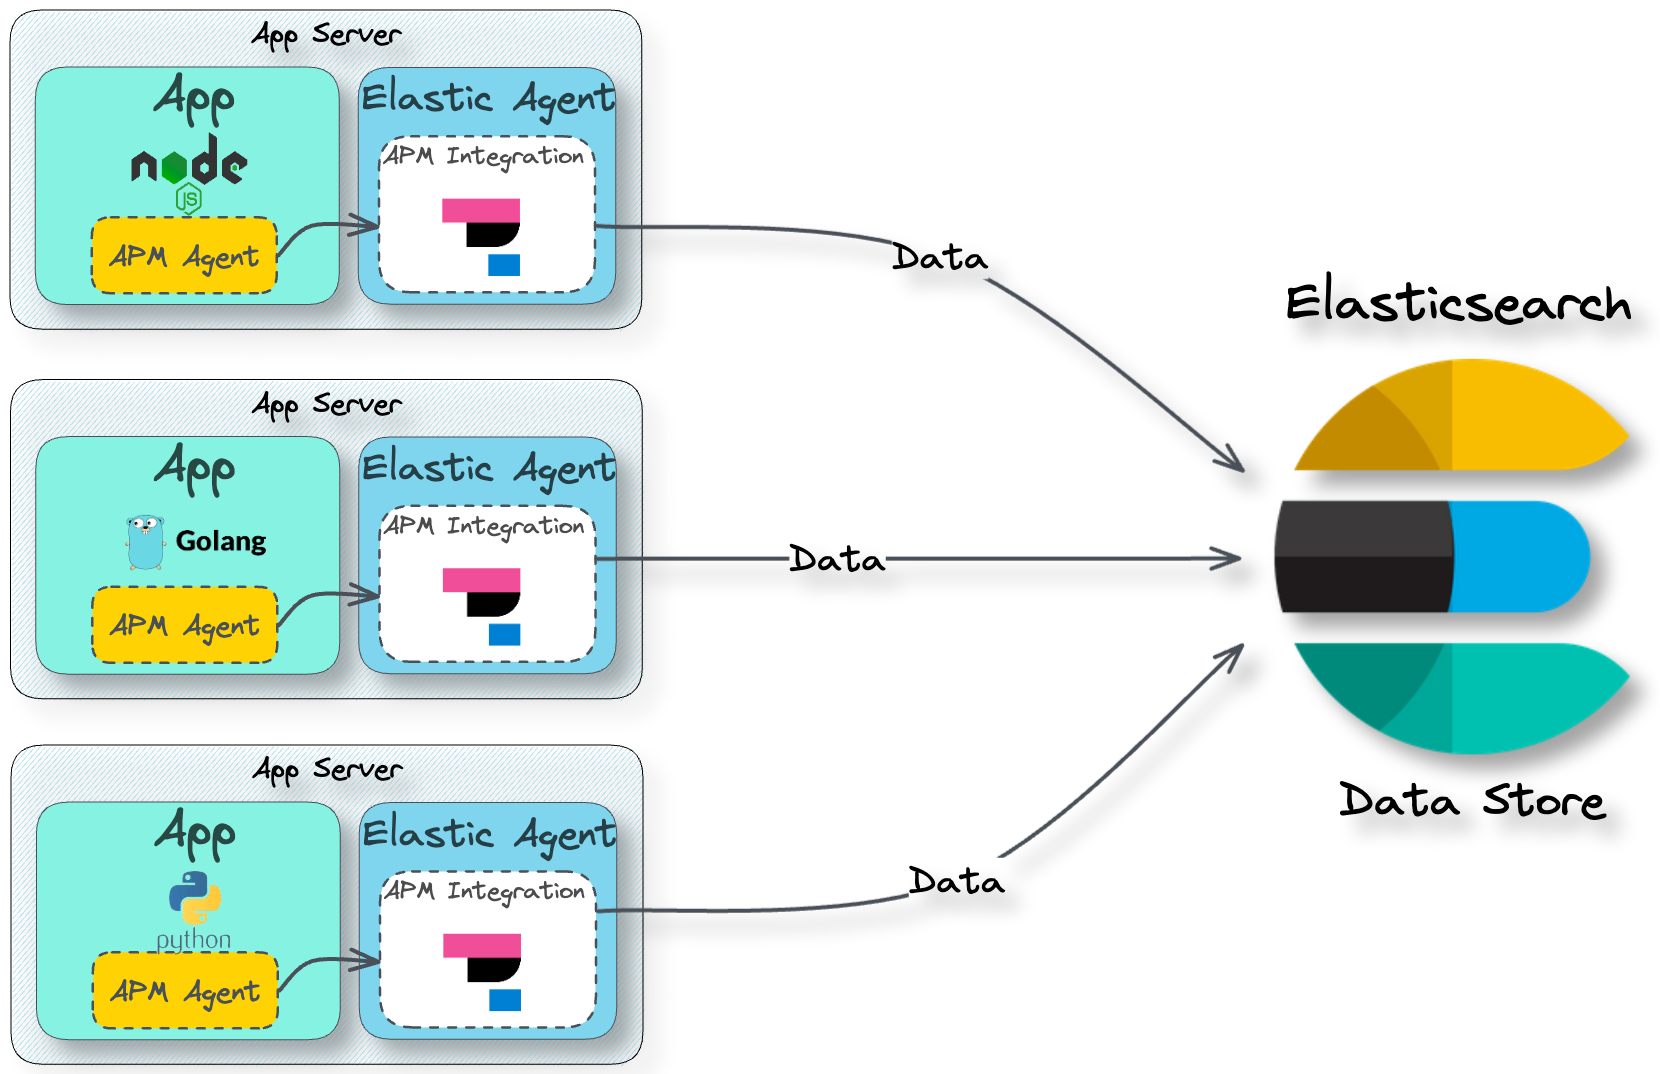 App Server
App
Elastic Agent
node
JS
APM Integration
APM Agent
Data
Elasticsearch
App Server
App
Elastic Agent
APM Integration
Golang
APM Agent
Data
Data Store
App Server
App
Elastic Agent
APM Integration
python
APM Agent
Data